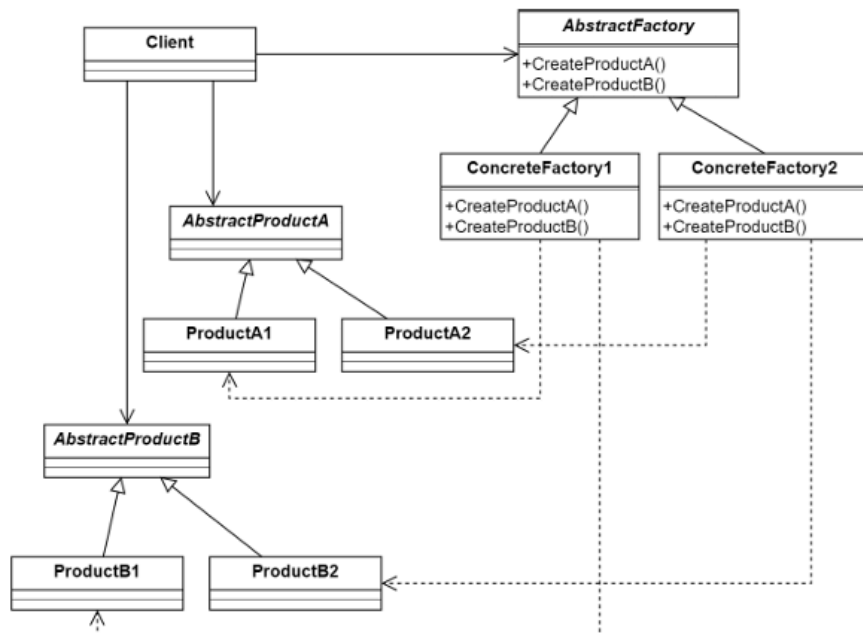 Client
AbstractFactory
+CreateProductA()
+CreateProductB()
ConcreteFactory1
+CreateProductA()
+CreateProductB()
ConcreteFactory2
+CreateProductA()
+CreateProductB()
AbstractProductA
ProductA1
ProductA2
AbstractProductB
ProductB1
ProductB2